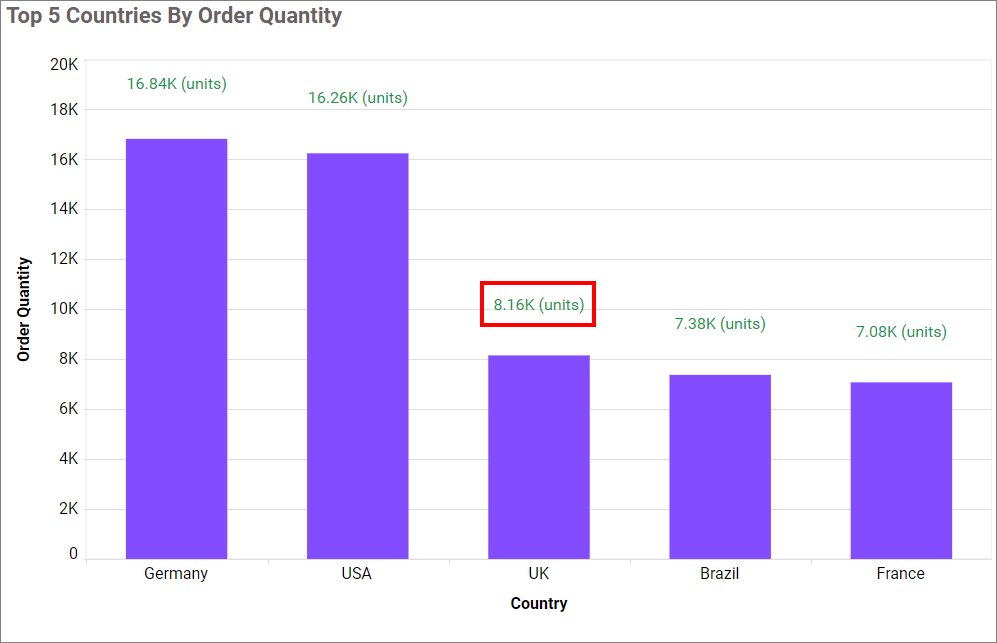 Top 5 Countries By Order Quantity
20K
18K
16K
14K
12K
10K
8K
6K
4K
2K
0
Order Quantity
16.84K (units)
16.26K (units)
8.16K (units)
7.38K (units)
7.08K (units)
Germany
USA
UK
Brazil
France
Country